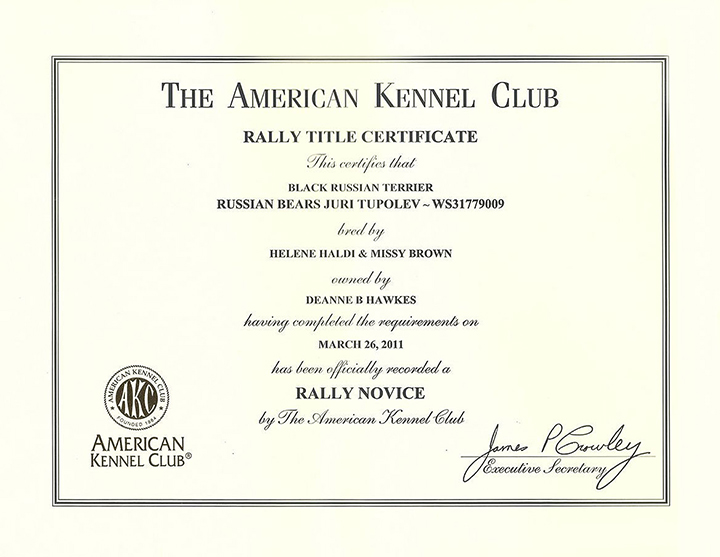 THE AMERICAN KENNEL CLUB
RALLY TITLE CERTIFICATE
This certifies that
BLACK RUSSIAN TERRIER
RUSSIAN BEARS JURI TUPOLEV ~ WS31779009
bred by
HELENE HALDI & MISSY BROWN
owned by
DEANNE B HAWKES
having completed the requirements on
MARCH 26, 2011
has been officially recorded a
RALLY NOVICE
by The American Kennel Club
AMERICAN KENNEL CLUB
AKC
FOUNDED 1884
AMERICAN
KENNEL CLUB®
James P Crowley
Executive Secretary